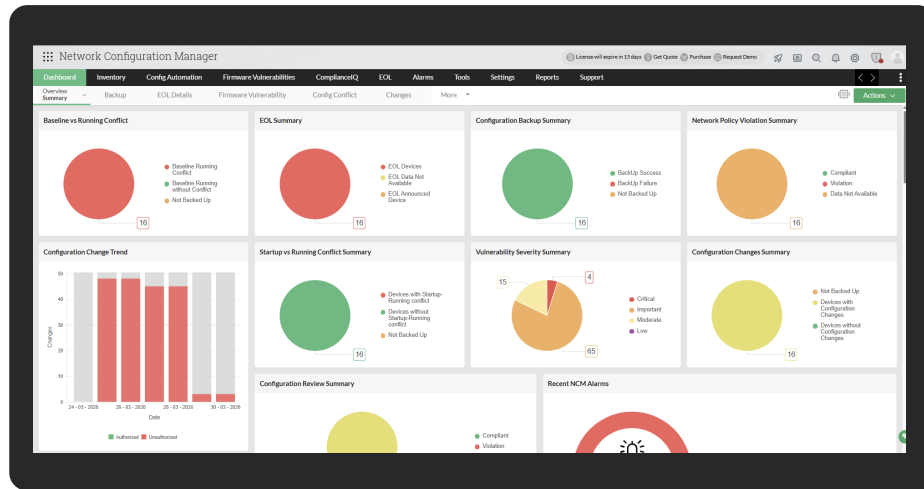 Network Configuration Manager
License will expire in 15 days Get Quote Purchase Request Demo
Dashboard Inventory Config Automation Firmware Vulnerabilities ComplianceIQ EOL Alarms Tools Settings Reports Support
Overview
Summary
Backup EOL Details Firmware Vulnerability Config Conflict Changes More
Actions
Baseline vs Running Conflict
Baseline Running
Conflict
Baseline Running
without Conflict
Not Backed Up
16
EOL Summary
EOL Devices
EOL Data Not
Available
EOL Announced
Device
16
Configuration Backup Summary
BackUp Success
BackUp Failure
Not Backed Up
16
Network Policy Violation Summary
Compliant
Violation
Data Not Available
16
Configuration Change Trend
50
40
30
20
10
0
Changes
24 - 03 - 2026 26 - 03 - 2026 28 - 03 - 2026 30 - 03 - 2026
Date
Authorized Unauthorized
Startup vs Running Conflict Summary
Devices with Startup-
Running conflict
Devices without
Startup-Running
conflict
Not Backed Up
16
Vulnerability Severity Summary
15
4
65
Critical
Important
Moderate
Low
Configuration Changes Summary
Not Backed Up
Devices with
Configuration
Changes
Devices without
Configuration
Changes
16
Configuration Review Summary
Compliant
Violation
Recent NCM Alarms